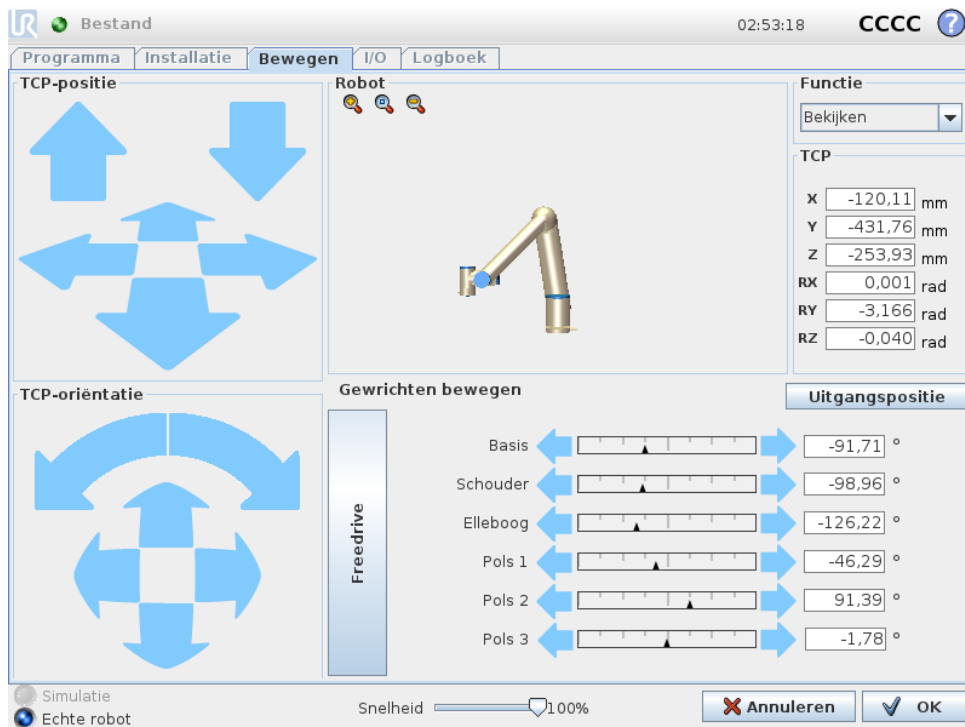 UR Bestand 02:53:18 CCCC ?
Programma Installatie Bewegen I/O Logboek
TCP-positie
Robot
Functie
Bekijken
TCP
X -120,11 mm
Y -431,76 mm
Z -253,93 mm
RX 0,001 rad
RY -3,166 rad
RZ -0,040 rad
TCP-oriëntatie
Gewrichten bewegen
Uitgangspositie
Freedrive
Basis -91,71 °
Schouder -98,96 °
Elleboog -126,22 °
Pols 1 -46,29 °
Pols 2 91,39 °
Pols 3 -1,78 °
Simulatie
Echte robot
Snelheid 100%
Annuleren
OK